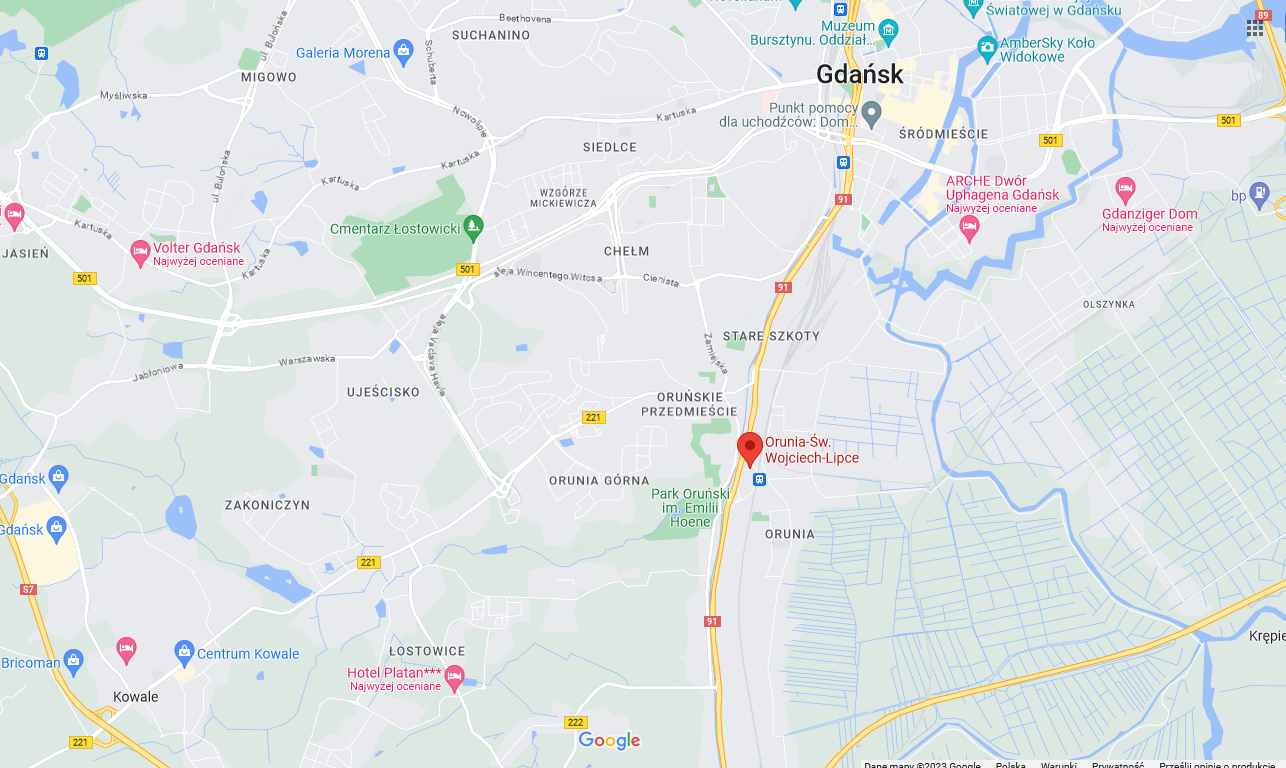 89
Światowej w Gdańsku
Beethovena
SUCHANINO
ul. Bulońska
Schuberta
Galeria Morena
Muzeum
Bursztynu. Oddział...
AmberSky Koło
Widokowe
MIGOWO
Gdańsk
Myśliwska
Nowolipie
Kartuska
Punkt pomocy
dla uchodźców: Dom...
ŚRÓDMIEŚCIE
501
501
SIEDLCE
Kartuska
ul Bulońska
Kartuska
WZGÓRZE
MICKIEWICZA
ARCHE Dwór
Uphagena Gdańsk
Najwyżej oceniane
bp
91
Gdanziger Dom
Najwyżej oceniane
Kartuska
Cmentarz Łostowicki
Volter Gdańsk
Najwyżej oceniane
JASIEŃ
CHEŁM
Kartuska
501
501
aleja Wincentego Witosa
Cienista
91
OLSZYNKA
aleja Vaclava Havla
STARE SZKOTY
Zamiejska
Warszawska
Jabłoniowa
UJEŚCISKO
ORUŃSKIE
PRZEDMIEŚCIE
221
Orunia-Św.
Wojciech-Lipce
Gdańsk
ORUNIA GÓRNA
Park Oruński
im. Emilii
Hoene
ZAKONICZYN
Gdańsk
ORUNIA
221
S7
91
Krępie
ŁOSTOWICE
Centrum Kowale
Bricoman
Hotel Platan***
Najwyżej oceniane
Kowale
222
221
Google
Dane mapy ©2023 Google
Polska
Warunki
Prywatność
Prześlij opinię o produkcie